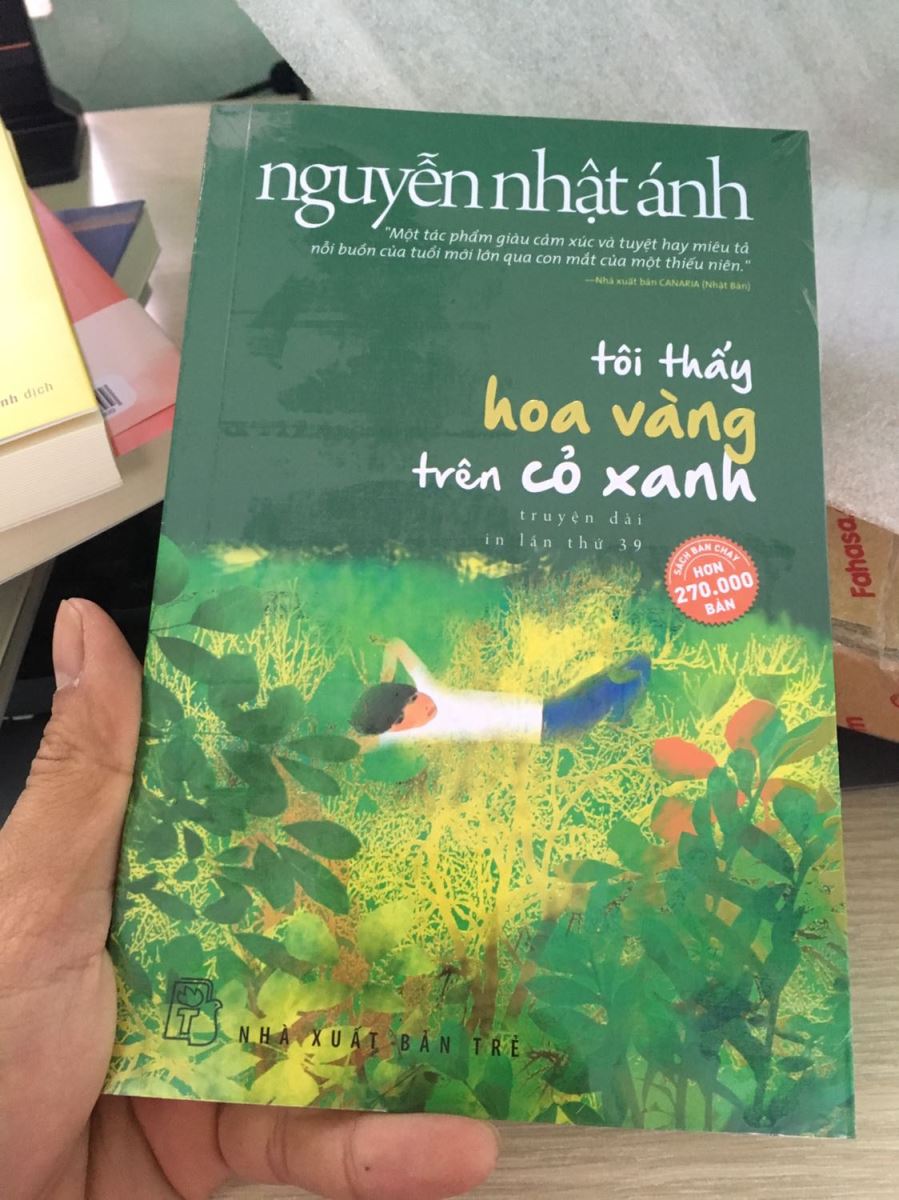 nguyễn nhật ánh
"Một tác phẩm giàu cảm xúc và tuyệt hay miêu tả
nỗi buồn của tuổi mới lớn qua con mắt của một thiếu niên."
—Nhà xuất bản CANARIA (Nhật Bản)
tôi thấy
hoa vàng
trên cỏ xanh
truyện dài
in lần thứ 39
SÁCH BÁN CHẠY
HƠN
270.000
BẢN
NHÀ XUẤT BẢN TRẺ
nh dịch
Fahasa